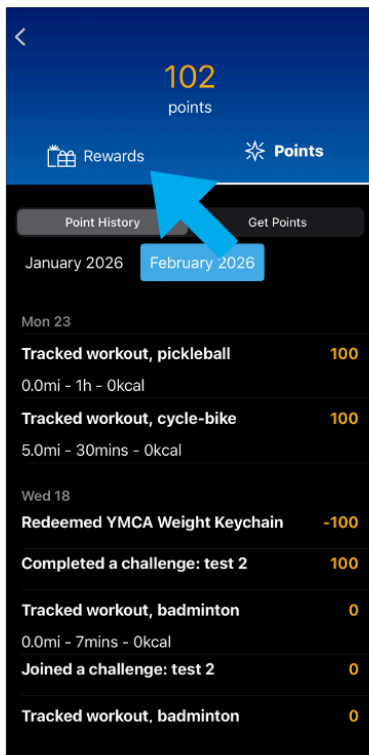 102
points
Rewards
Points
Point History
Get Points
January 2026
February 2026
Mon 23
Tracked workout, pickleball 100
0.0mi - 1h - 0kcal
Tracked workout, cycle-bike 100
5.0mi - 30mins - 0kcal
Wed 18
Redeemed YMCA Weight Keychain -100
Completed a challenge: test 2 100
Tracked workout, badminton 0
0.0mi - 7mins - 0kcal
Joined a challenge: test 2 0
Tracked workout, badminton 0